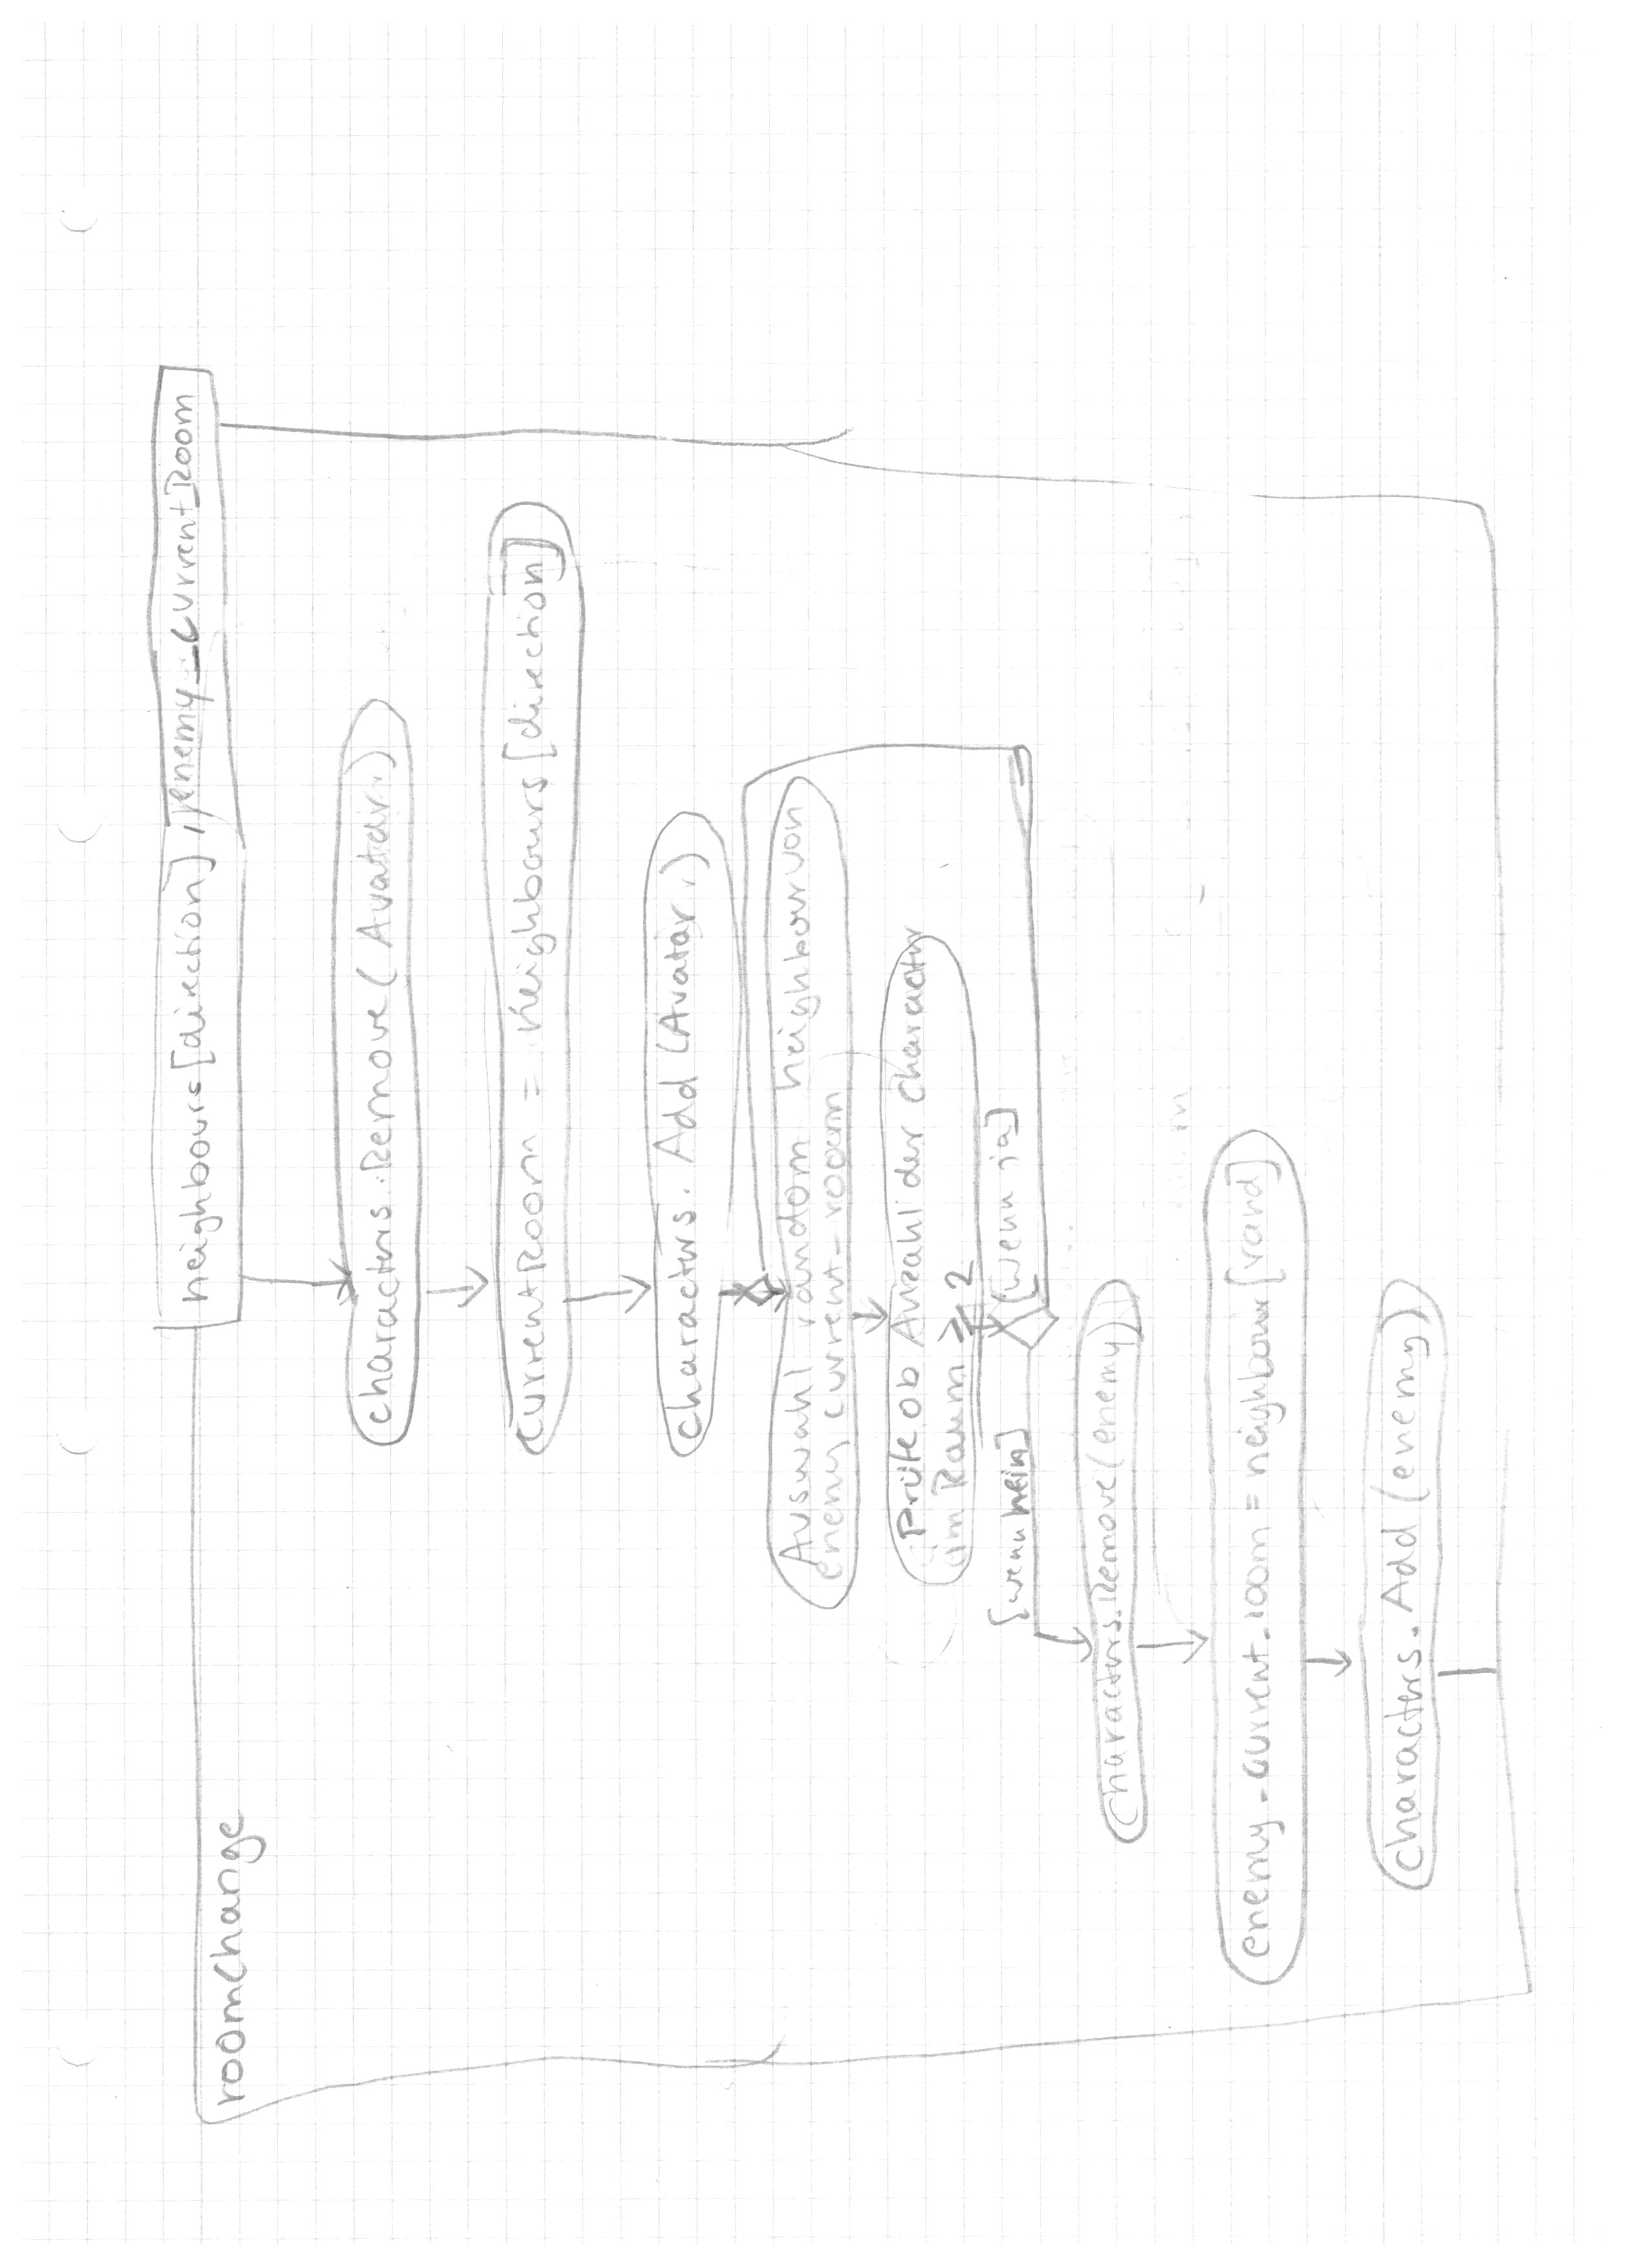 neighbours[direction], enemy_currentRoom
roomChange
characters.Remove(Avatar)
currentRoom = neighbours[direction]
characters.Add(Avatar)
Auswahl random neighbour von
enemy current_room
Prüfe ob Anzahl der Character
im Raum ≥ 2
[wenn nein] [wenn ja]
characters.Remove(enemy)
enemy_current_room = neighbour[rand]
characters.Add(enemy)